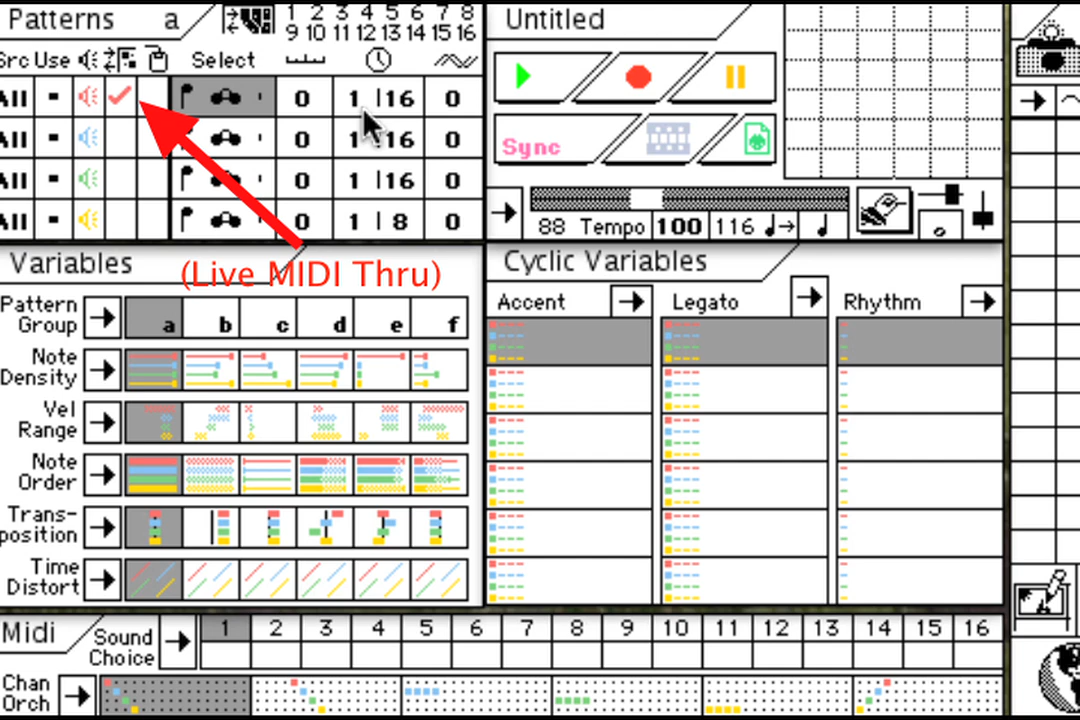 Patterns a
1 2 3 4 5 6 7 8
9 10 11 12 13 14 15 16
Src Use Select
All 0 1 16 0
All 1 16 0
All 0 1 16 0
All 0 1 8 0
Untitled
Sync
88 Tempo 100 116
Variables
(Live MIDI Thru)
Pattern
Group
a b c d e f
Note
Density
Vel
Range
Note
Order
Trans-
position
Time
Distort
Cyclic Variables
Accent Legato Rhythm
Midi
Sound
Choice
1 2 3 4 5 6 7 8 9 10 11 12 13 14 15 16
Chan
Orch